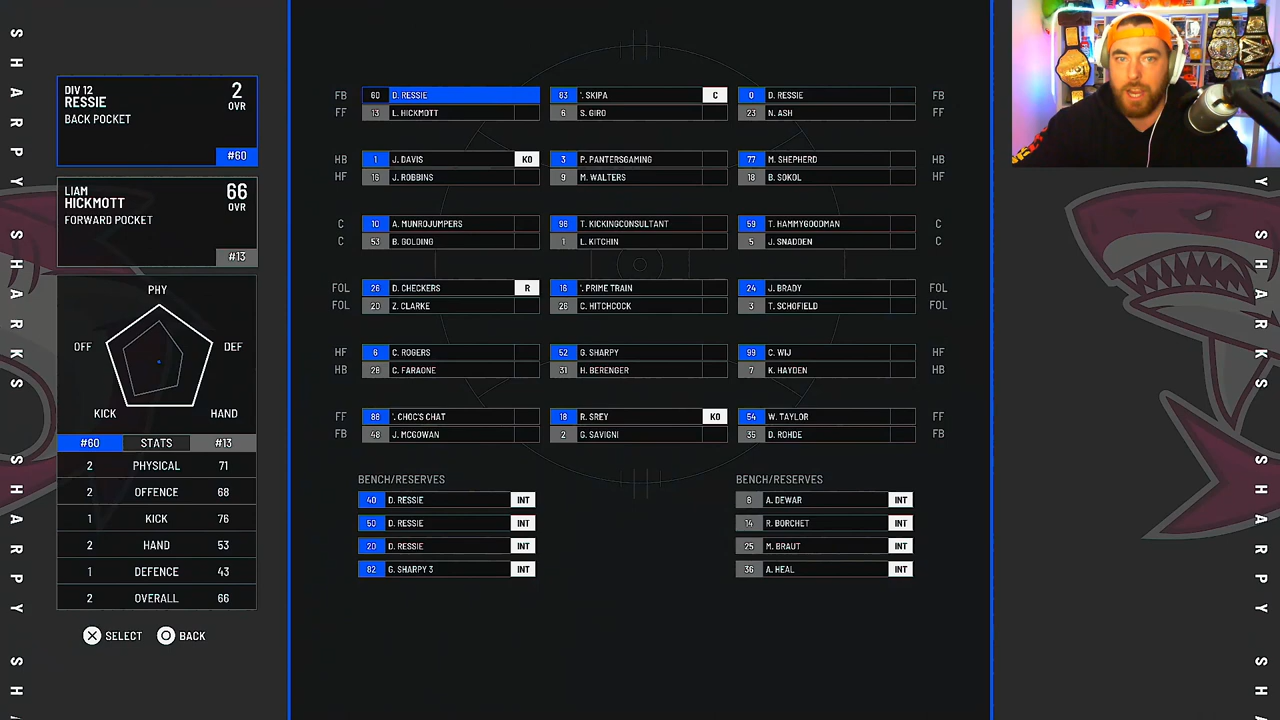 SHARPY SHARKS SHARPY SH
DIV 12
RESSIE
BACK POCKET
2
OVR
#60
LIAM
HICKMOTT
FORWARD POCKET
66
OVR
#13
PHY
OFF DEF
KICK HAND
#60 STATS #13
2 PHYSICAL 71
2 OFFENCE 68
1 KICK 76
2 HAND 53
1 DEFENCE 43
2 OVERALL 66
SELECT BACK
FB 60 D. RESSIE 83 '. SKIPA C 0 D. RESSIE FB
FF 13 L. HICKMOTT 6 S. GIRO 23 N. ASH FF
HB 1 J. DAVIS KO 3 P. PANTERSGAMING 77 M. SHEPHERD HB
HF 16 J. ROBBINS 9 M. WALTERS 18 B. SOKOL HF
C 10 A. MUNROJUMPERS 96 T. KICKINGCONSULTANT 59 T. HAMMYGOODMAN C
C 53 B. GOLDING 1 L. KITCHIN 5 J. SNADDEN C
FOL 26 D. CHECKERS R 16 '. PRIME TRAIN 24 J. BRADY FOL
FOL 20 Z. CLARKE 26 C. HITCHCOCK 3 T. SCHOFIELD FOL
HF 6 C. ROGERS 52 G. SHARPY 99 C. WIJ HF
HB 28 C. FARAONE 31 H. BERENGER 7 K. HAYDEN HB
FF 86 '. CHOC'S CHAT 18 R. SREY KO 54 W. TAYLOR FF
FB 48 J. MCGOWAN 2 G. SAVIGNI 35 D. ROHDE FB
BENCH/RESERVES
40 D. RESSIE INT
50 D. RESSIE INT
20 D. RESSIE INT
82 G. SHARPY 3 INT
BENCH/RESERVES
8 A. DEWAR INT
14 R. BORCHET INT
25 M. BRAUT INT
36 A. HEAL INT
Y SHARKS SHARPY SH